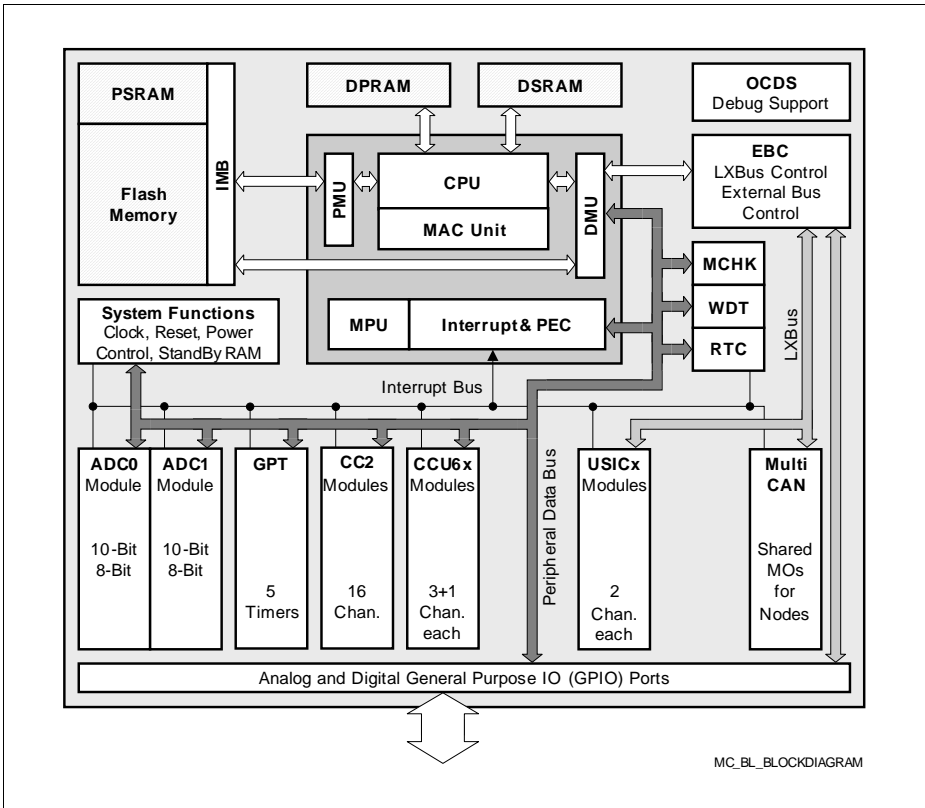 PSRAM
Flash
Memory
IMB
DPRAM
DSRAM
OCDS
Debug Support
PMU
CPU
MAC Unit
DMU
EBC
LXBus Control
External Bus
Control
MPU
Interrupt & PEC
MCHK
WDT
RTC
LXBus
System Functions
Clock, Reset, Power
Control, StandBy RAM
Interrupt Bus
Peripheral Data Bus
ADC0
Module
10-Bit
8-Bit
ADC1
Module
10-Bit
8-Bit
GPT
5
Timers
CC2
Modules
16
Chan.
CCU6x
Modules
3+1
Chan.
each
USICx
Modules
2
Chan.
each
Multi
CAN
Shared
MOs
for
Nodes
Analog and Digital General Purpose IO (GPIO) Ports
MC_BL_BLOCKDIAGRAM